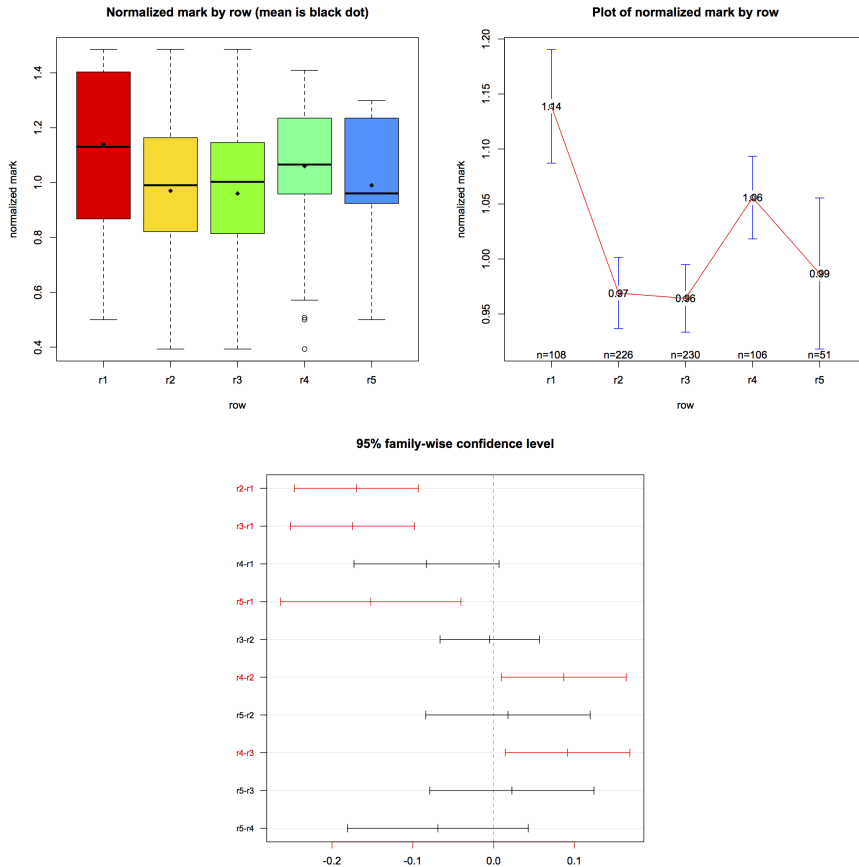 Normalized mark by row (mean is black dot)
normalized mark
1.4
1.2
1.0
0.8
0.6
0.4
r1 r2 r3 r4 r5
row
Plot of normalized mark by row
normalized mark
1.20
1.15
1.10
1.05
1.00
0.95
1.14
0.97
0.96
1.06
0.99
n=108 n=226 n=230 n=106 n=51
r1 r2 r3 r4 r5
row
95% family-wise confidence level
r2-r1
r3-r1
r4-r1
r5-r1
r3-r2
r4-r2
r5-r2
r4-r3
r5-r3
r5-r4
-0.2 -0.1 0.0 0.1